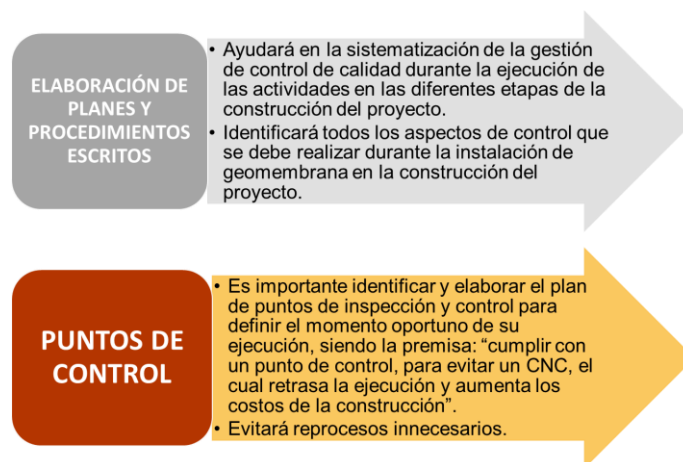 ELABORACIÓN DE
PLANES Y
PROCEDIMIENTOS
ESCRITOS
• Ayudará en la sistematización de la gestión
de control de calidad durante la ejecución de
las actividades en las diferentes etapas de la
construcción del proyecto.
• Identificará todos los aspectos de control que
se debe realizar durante la instalación de
geomembrana en la construcción del
proyecto.
PUNTOS DE
CONTROL
• Es importante identificar y elaborar el plan
de puntos de inspección y control para
definir el momento oportuno de su
ejecución, siendo la premisa: “cumplir con
un punto de control, para evitar un CNC, el
cual retrasa la ejecución y aumenta los
costos de la construcción”.
• Evitará reprocesos innecesarios.